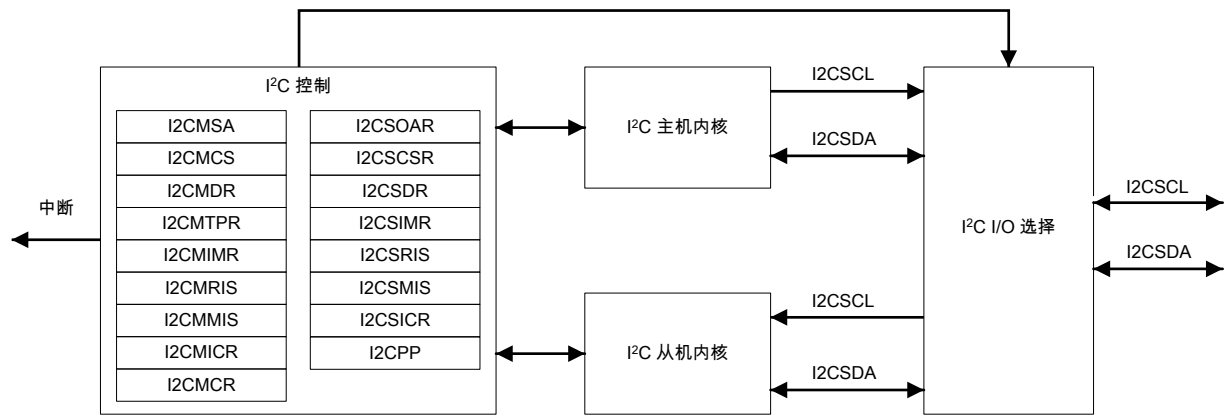 I²C 控制
I2CMSA
I2CMCS
I2CMDR
I2CMTPR
I2CMIMR
I2CMRIS
I2CMMIS
I2CMICR
I2CMCR
I2CSOAR
I2CSCSR
I2CSDR
I2CSIMR
I2CSRIS
I2CSMIS
I2CSICR
I2CPP
中断
I²C 主机内核
I2CSCL
I2CSDA
I²C 从机内核
I2CSCL
I2CSDA
I²C I/O 选择
I2CSCL
I2CSDA